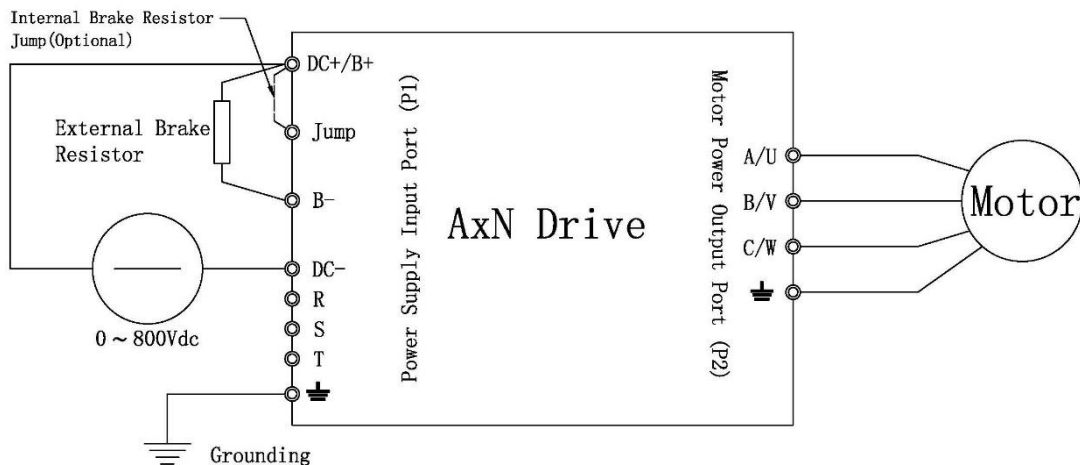 Internal Brake Resistor
Jump(Optional)
DC+/B+
External Brake
Resistor
Jump
B-
DC-
0～800Vdc
R
S
T
Grounding
Power Supply Input Port (P1)
AxN Drive
Motor Power Output Port (P2)
A/U
B/V
C/W
Motor